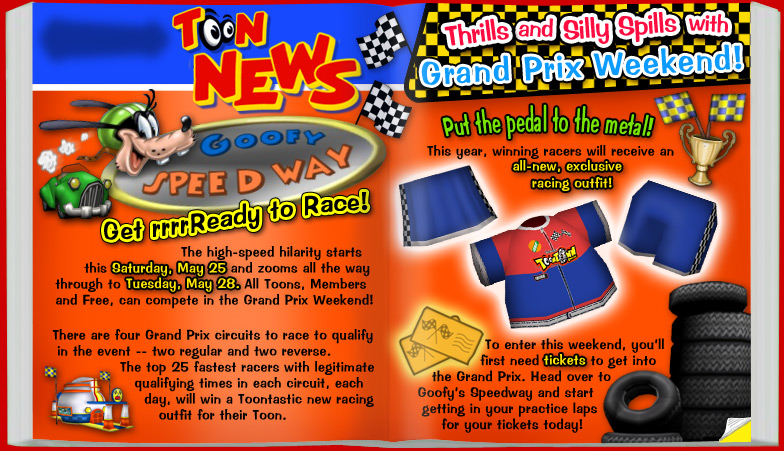 TOON
NEWS
GOOFY
SPEEDWAY
Get rrrrReady to Race!
The high-speed hilarity starts
this Saturday, May 25 and zooms all the way
through to Tuesday, May 28. All Toons, Members
and Free, can compete in the Grand Prix Weekend!
There are four Grand Prix circuits to race to qualify
in the event -- two regular and two reverse.
The top 25 fastest racers with legitimate
qualifying times in each circuit, each
day, will win a Toontastic new racing
outfit for their Toon.
Thrills and Silly Spills with
Grand Prix Weekend!
Put the pedal to the metal!
This year, winning racers will receive an
all-new, exclusive
racing outfit!
TOONTOWN
To enter this weekend, you'll
first need tickets to get into
the Grand Prix. Head over to
Goofy's Speedway and start
getting in your practice laps
for your tickets today!